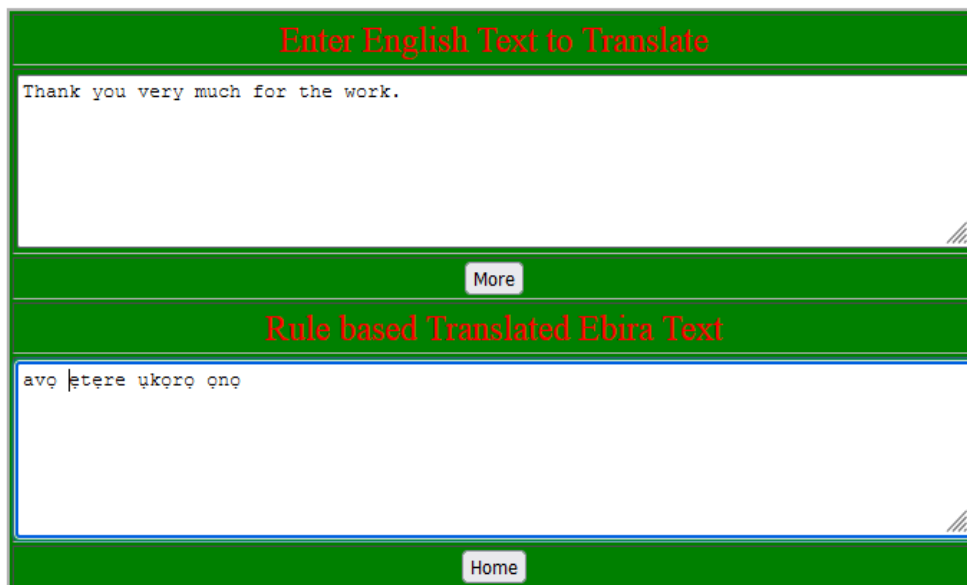 Enter English Text to Translate
Thank you very much for the work.
More
Rule based Translated Ebira Text
avọ ẹtẹre ụkọrọ ọnọ
Home